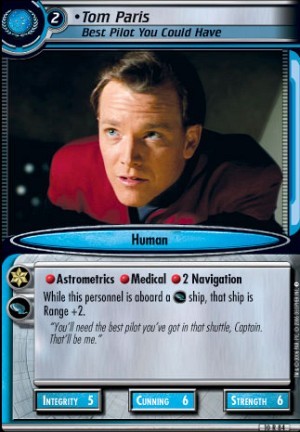 2 •Tom Paris
Best Pilot You Could Have
Human
Astrometrics Medical 2 Navigation
While this personnel is aboard a ship, that ship is
Range +2.
"You'll need the best pilot you've got in that shuttle, Captain.
That'll be me."
INTEGRITY 5 CUNNING 6 STRENGTH 6